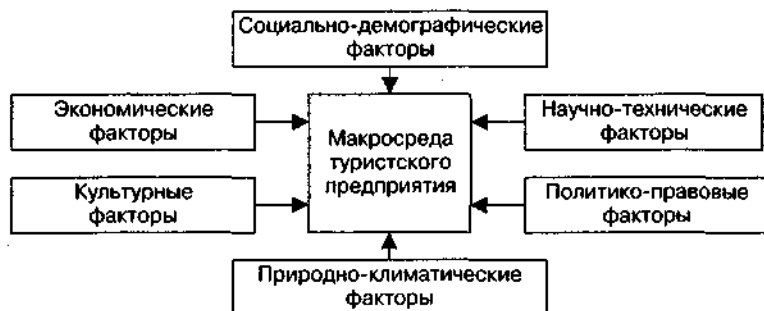 Социально-демографические
факторы
Экономические
факторы
Макросреда
туристского
предприятия
Научно-технические
факторы
Культурные
факторы
Политико-правовые
факторы
Природно-климатические
факторы